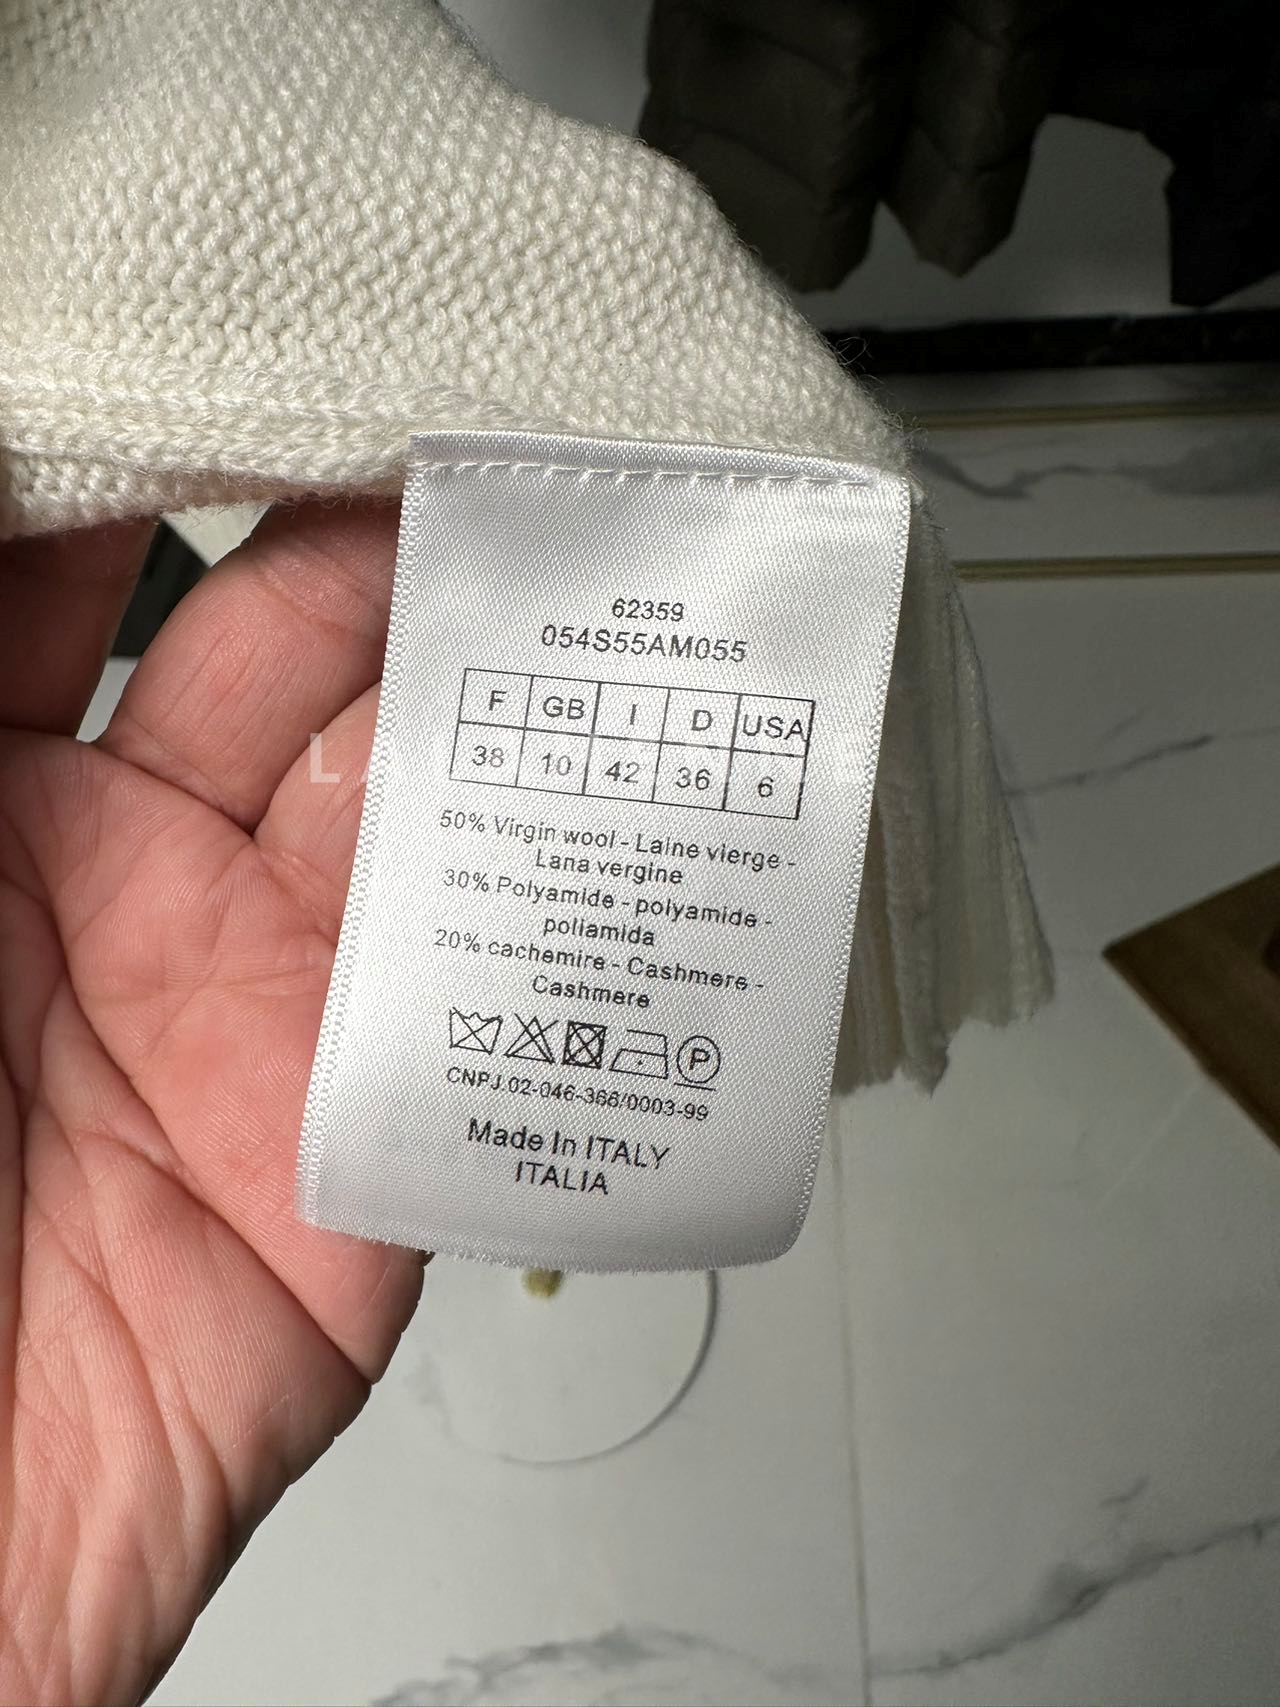 62359
054S55AM055
F GB I D USA
38 10 42 36 6
50% Virgin wool - Laine vierge -
Lana vergine
30% Polyamide - polyamide -
poliamida
20% cachemire - Cashmere -
Cashmere
P
CNPJ.02-046-366/0003-99
Made In ITALY
ITALIA